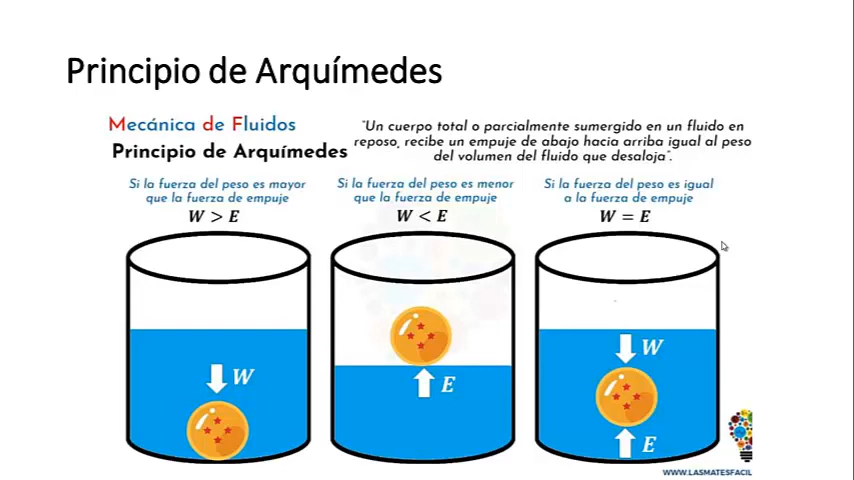 Principio de Arquímedes
Mecánica de Fluidos
Principio de Arquímedes
"Un cuerpo total o parcialmente sumergido en un fluido en
reposo, recibe un empuje de abajo hacia arriba igual al peso
del volumen del fluido que desaloja".
Si la fuerza del peso es mayor
que la fuerza de empuje
W > E
Si la fuerza del peso es menor
que la fuerza de empuje
W < E
Si la fuerza del peso es igual
a la fuerza de empuje
W = E
W
E
W
E
WWW.LASMATESFACIL